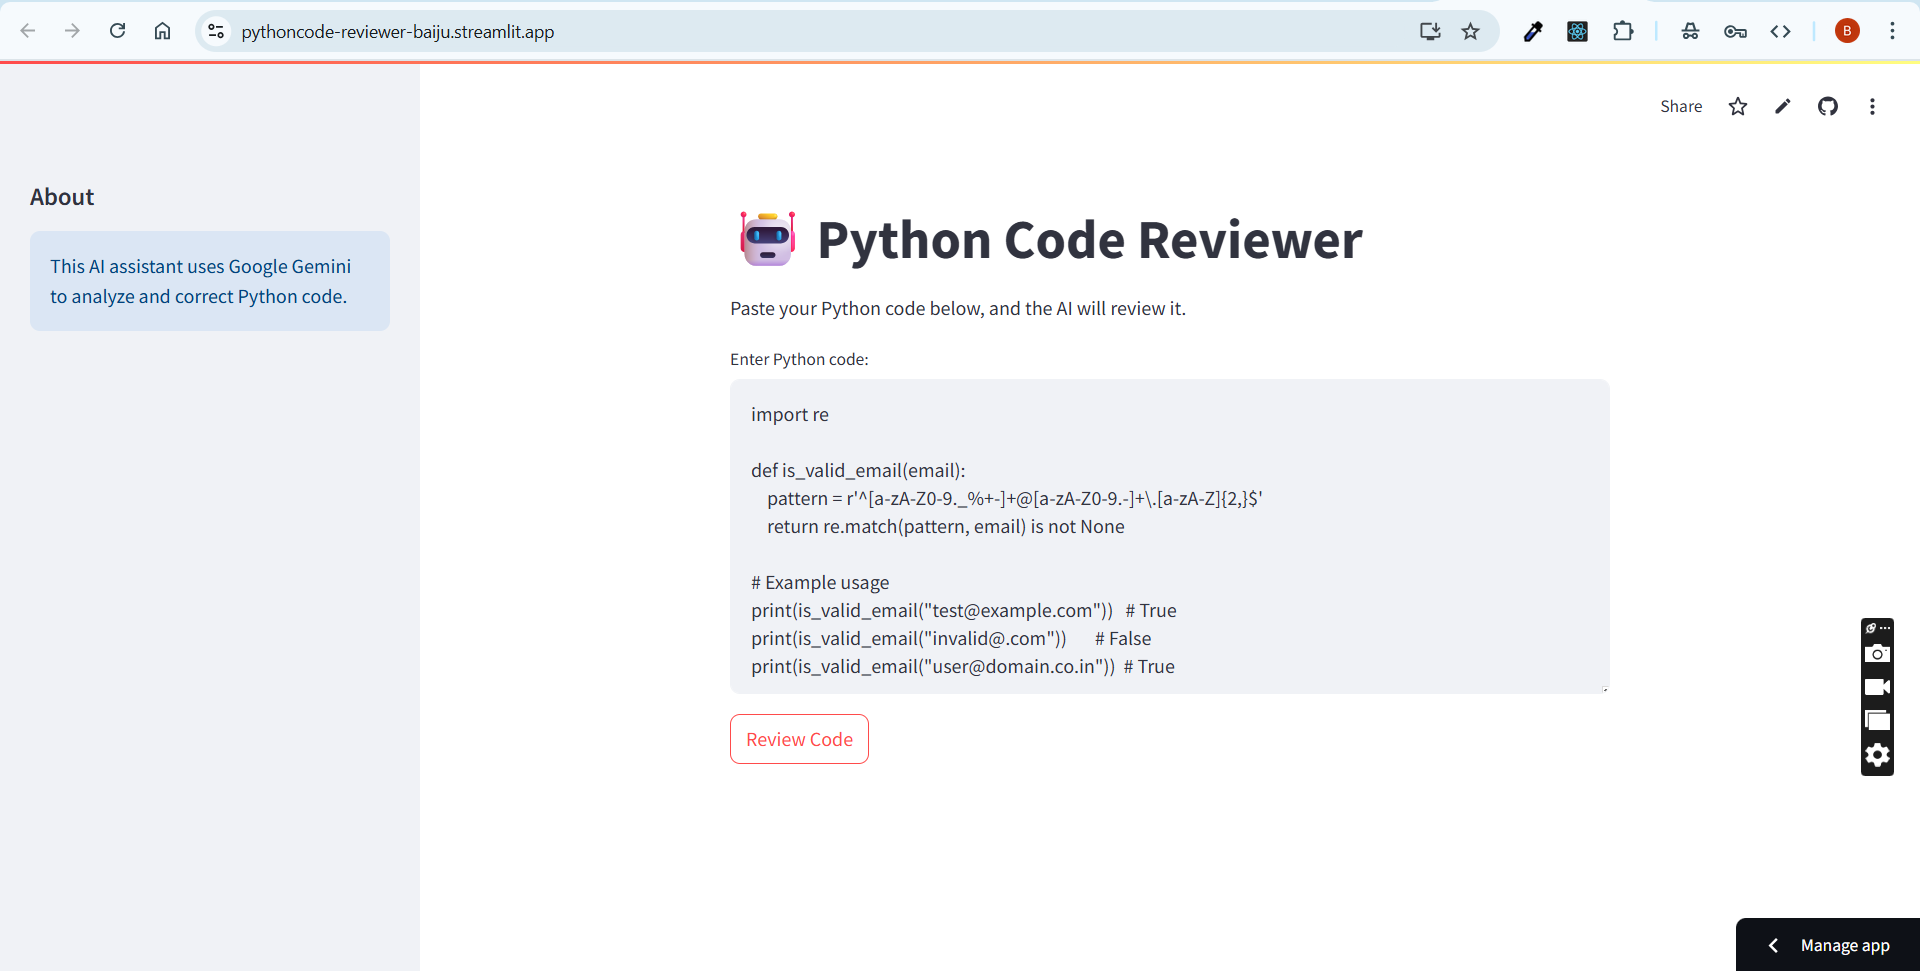 pythoncode-reviewer-baiju.streamlit.app
B
Share
About
This AI assistant uses Google Gemini
to analyze and correct Python code.
Python Code Reviewer
Paste your Python code below, and the AI will review it.
Enter Python code:
import re
def is_valid_email(email):
    pattern = r'^[a-zA-Z0-9._%+-]+@[a-zA-Z0-9.-]+\.[a-zA-Z]{2,}$'
    return re.match(pattern, email) is not None
# Example usage
print(is_valid_email("test@example.com"))  # True
print(is_valid_email("invalid@.com"))      # False
print(is_valid_email("user@domain.co.in"))  # True
Review Code
Manage app